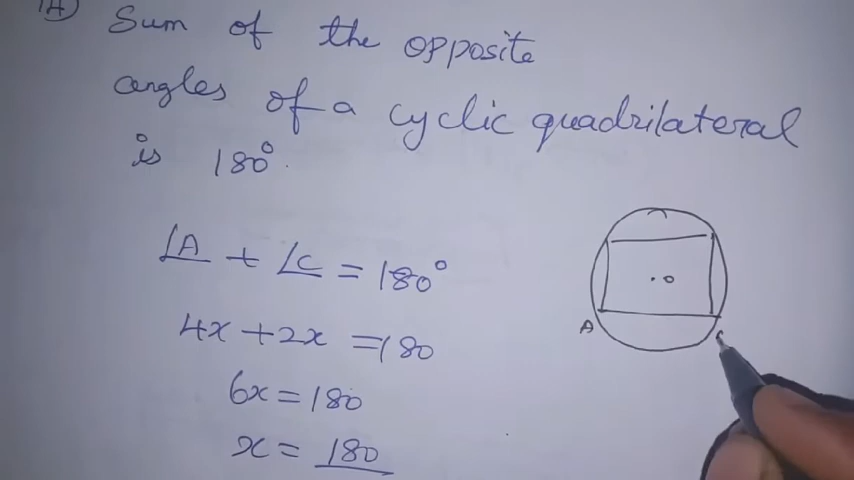 14) Sum of the opposite
angles of a cyclic quadrilateral
is 180°.
∠A + ∠C = 180°
4x + 2x = 180
6x = 180
x = 180
.o
A